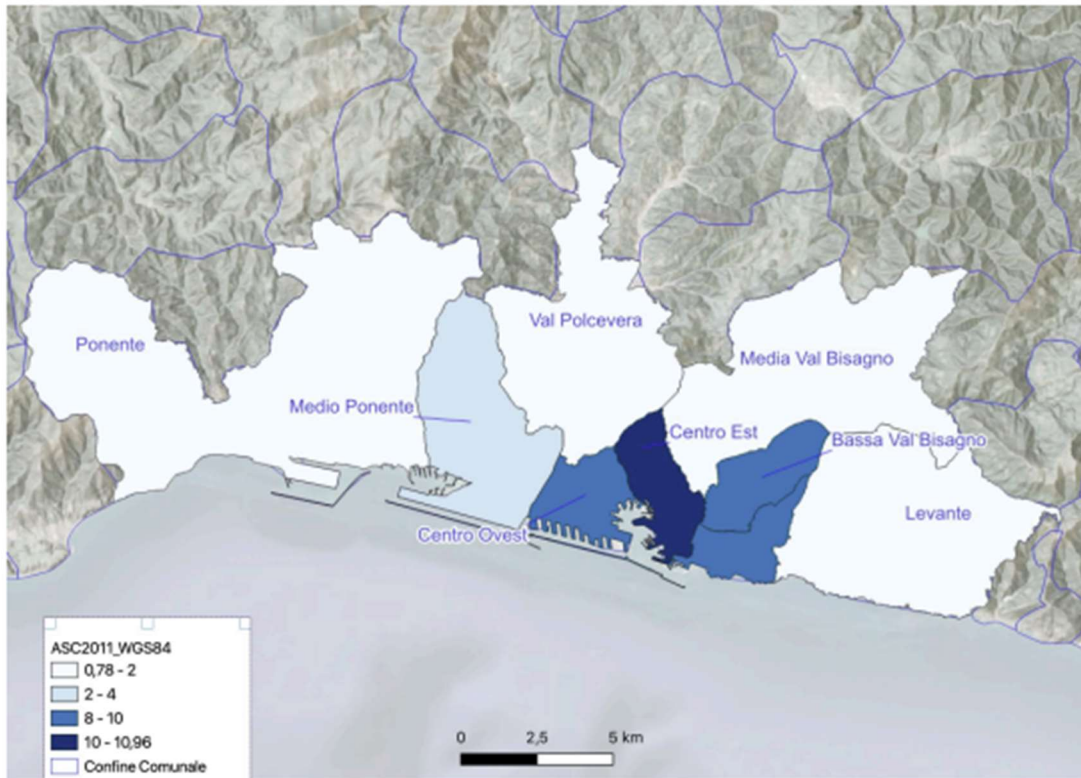 Ponente
Val Polcevera
Media Val Bisagno
Medio Ponente
Centro Est
Bassa Val Bisagno
Levante
Centro Ovest
ASC2011_WGS84
0,78 - 2
2 - 4
8 - 10
10 - 10,96
Confine Comunale
0 2,5 5 km